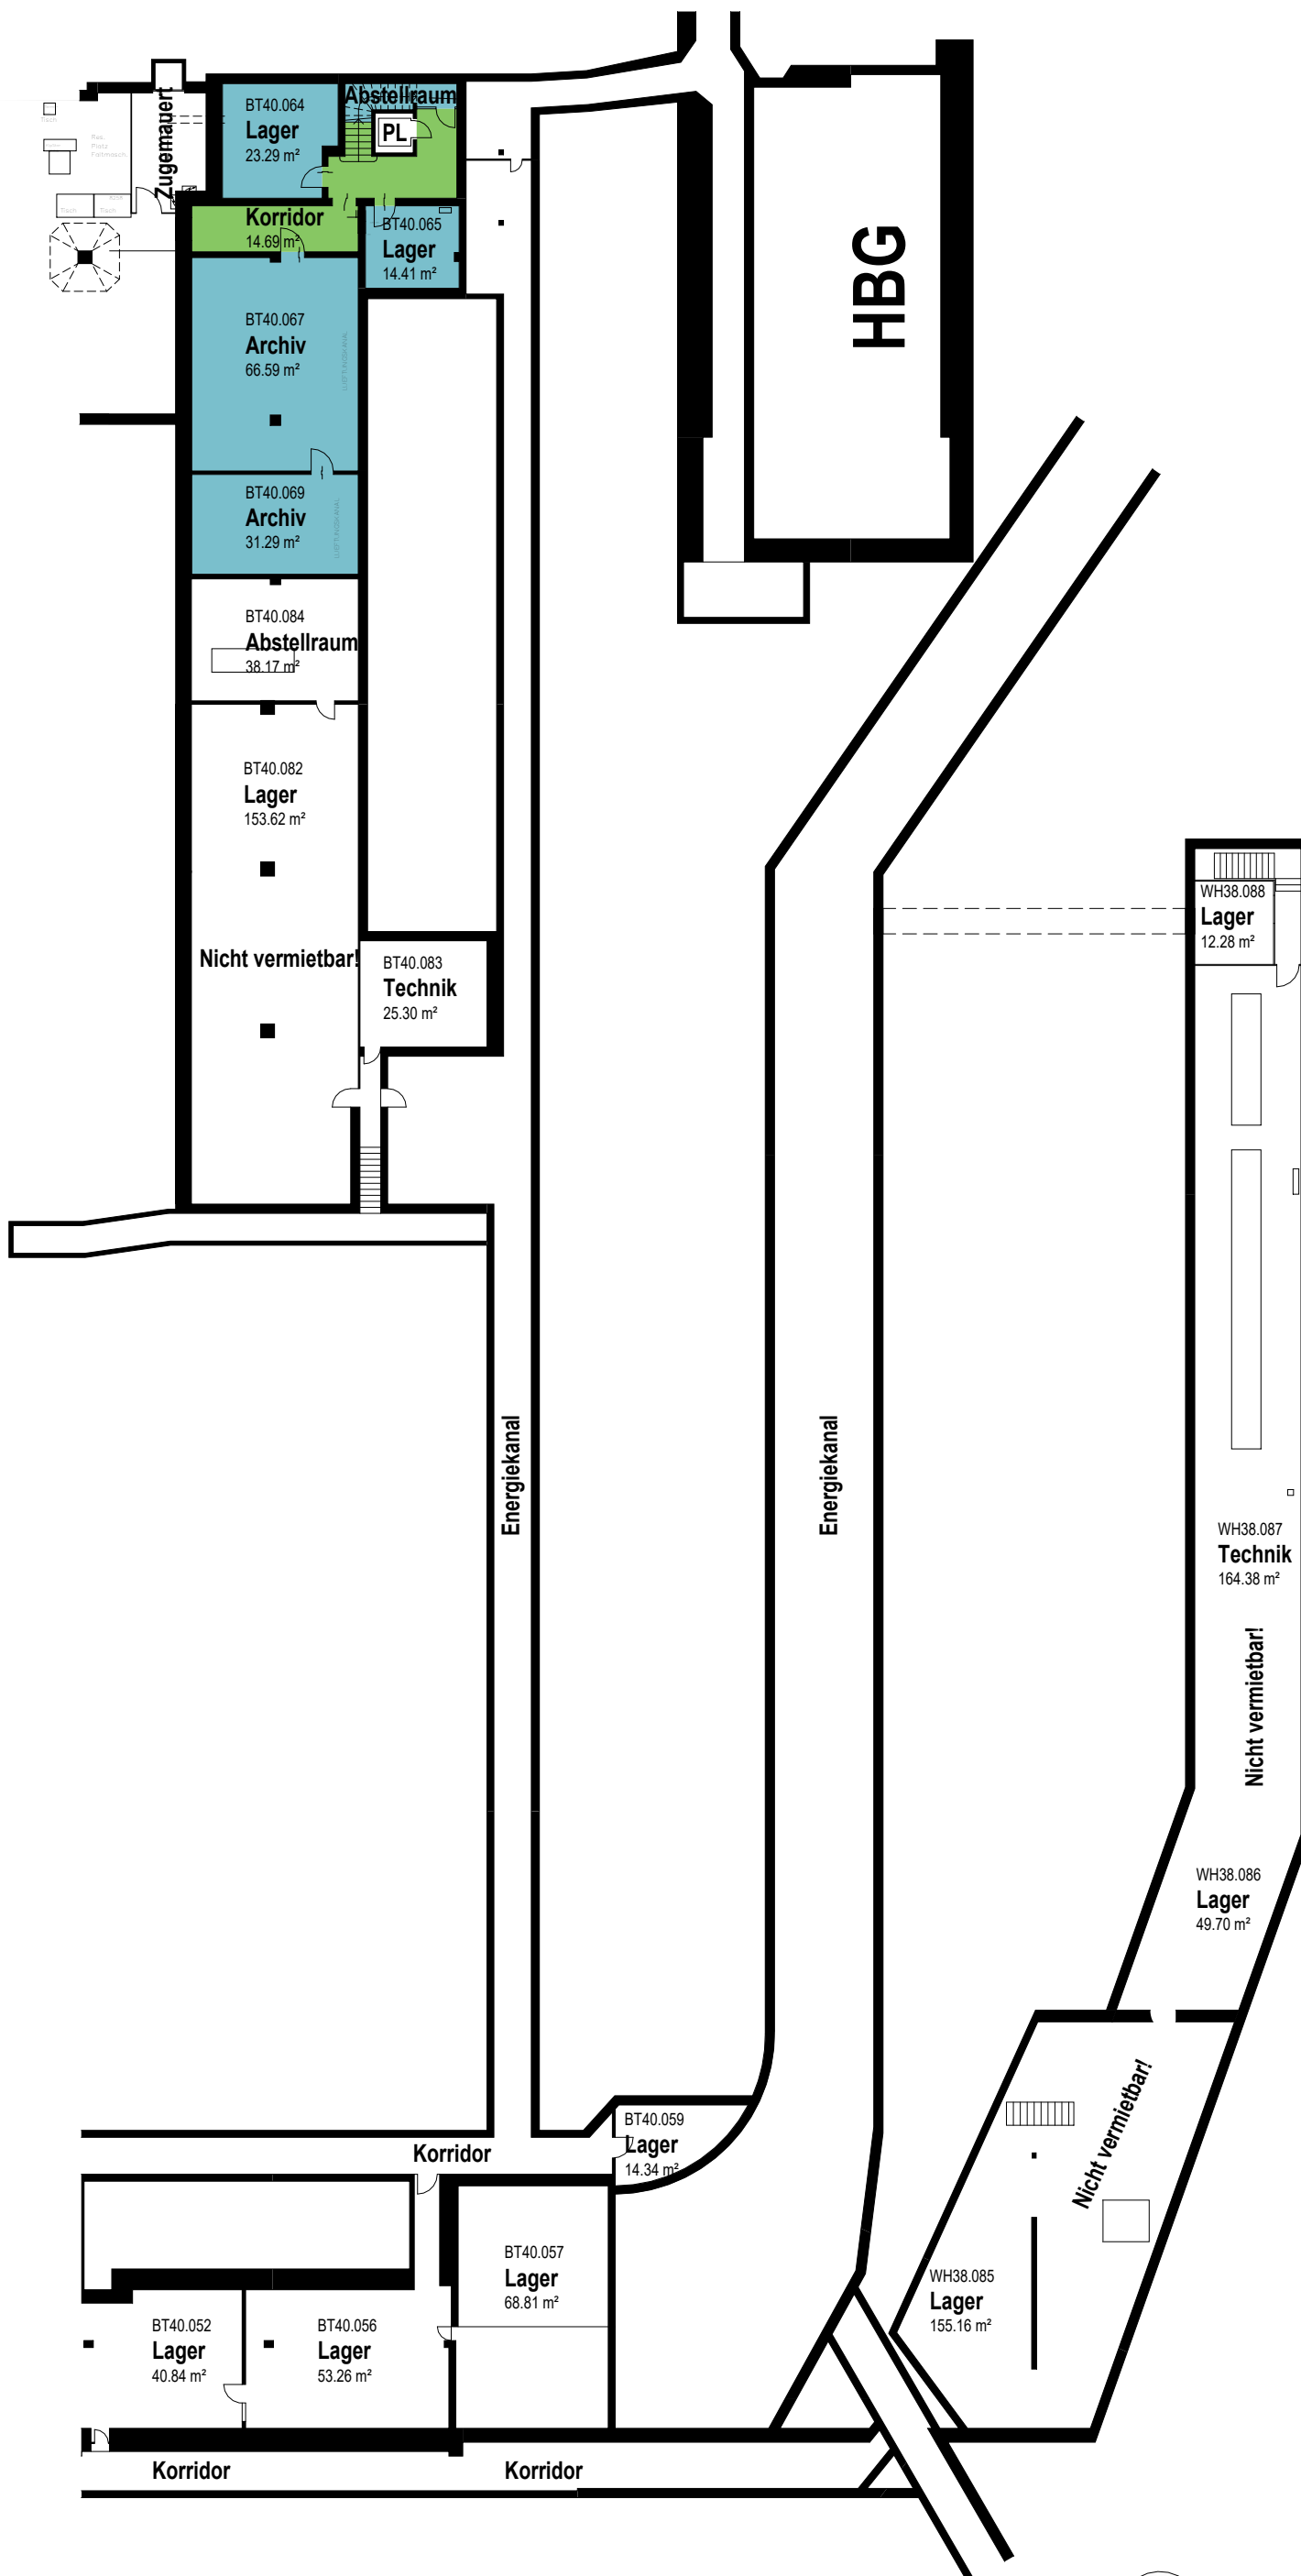 BT40.064
Lager
23.29 m²
Abstellraum
PL
Zugemauert
Tisch
Tisch
Tisch
Korridor
14.69 m²
BT40.065
Lager
14.41 m²
HBG
BT40.067
Archiv
66.59 m²
BT40.069
Archiv
31.29 m²
BT40.084
Abstellraum
38.17 m²
BT40.082
Lager
153.62 m²
Nicht vermietbar!
BT40.083
Technik
25.30 m²
WH38.088
Lager
12.28 m²
Energiekanal
Energiekanal
WH38.087
Technik
164.38 m²
Nicht vermietbar!
WH38.086
Lager
49.70 m²
Nicht vermietbar!
BT40.059
Lager
14.34 m²
Korridor
BT40.057
Lager
68.81 m²
WH38.085
Lager
155.16 m²
BT40.052
Lager
40.84 m²
BT40.056
Lager
53.26 m²
Korridor
Korridor